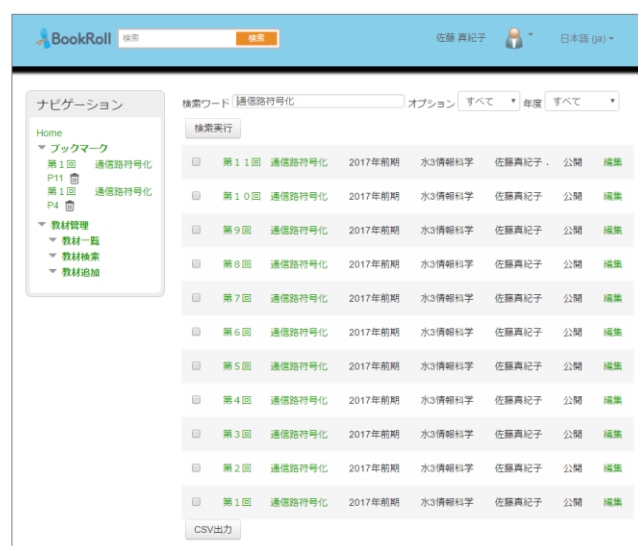 BookRoll 検索 検索 佐藤 真紀子 日本語 (ja)
ナビゲーション
Home
ブックマーク
第1回 通信路符号化
P11
第1回 通信路符号化
P4
教材管理
教材一覧
教材検索
教材追加
検索ワード 通信路符号化 オプション すべて 年度 すべて
検索実行
第11回 通信路符号化 2017年前期 水3情報科学 佐藤真紀子 . 公開 編集
第10回 通信路符号化 2017年前期 水3情報科学 佐藤真紀子 公開 編集
第9回 通信路符号化 2017年前期 水3情報科学 佐藤真紀子 公開 編集
第8回 通信路符号化 2017年前期 水3情報科学 佐藤真紀子 公開 編集
第7回 通信路符号化 2017年前期 水3情報科学 佐藤真紀子 公開 編集
第6回 通信路符号化 2017年前期 水3情報科学 佐藤真紀子 公開 編集
第5回 通信路符号化 2017年前期 水3情報科学 佐藤真紀子 公開 編集
第4回 通信路符号化 2017年前期 水3情報科学 佐藤真紀子 公開 編集
第3回 通信路符号化 2017年前期 水3情報科学 佐藤真紀子 公開 編集
第2回 通信路符号化 2017年前期 水3情報科学 佐藤真紀子 公開 編集
第1回 通信路符号化 2017年前期 水3情報科学 佐藤真紀子 公開 編集
CSV出力